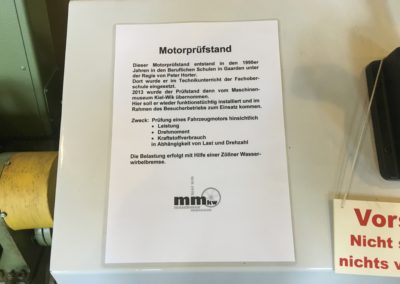 Motorprüfstand
Dieser Motorprüfstand entstand in den 1990er
Jahren in den Beruflichen Schulen in Gaarden unter
der Regie von Peter Horter.
Dort wurde er im Technikunterricht der Fachober-
schule eingesetzt.
2013 wurde der Prüfstand dann vom Maschinen-
museum Kiel-Wik übernommen.
Hier soll er wieder funktionstüchtig installiert und im
Rahmen des Besucherbetriebs zum Einsatz kommen.
Zweck: Prüfung eines Fahrzeugmotors hinsichtlich
• Leistung
• Drehmoment
• Kraftstoffverbrauch
in Abhängigkeit von Last und Drehzahl
Die Belastung erfolgt mit Hilfe einer Zöllner Wasser-
wirbelbremse.
mmkw
Vors
Nicht s
nichts v